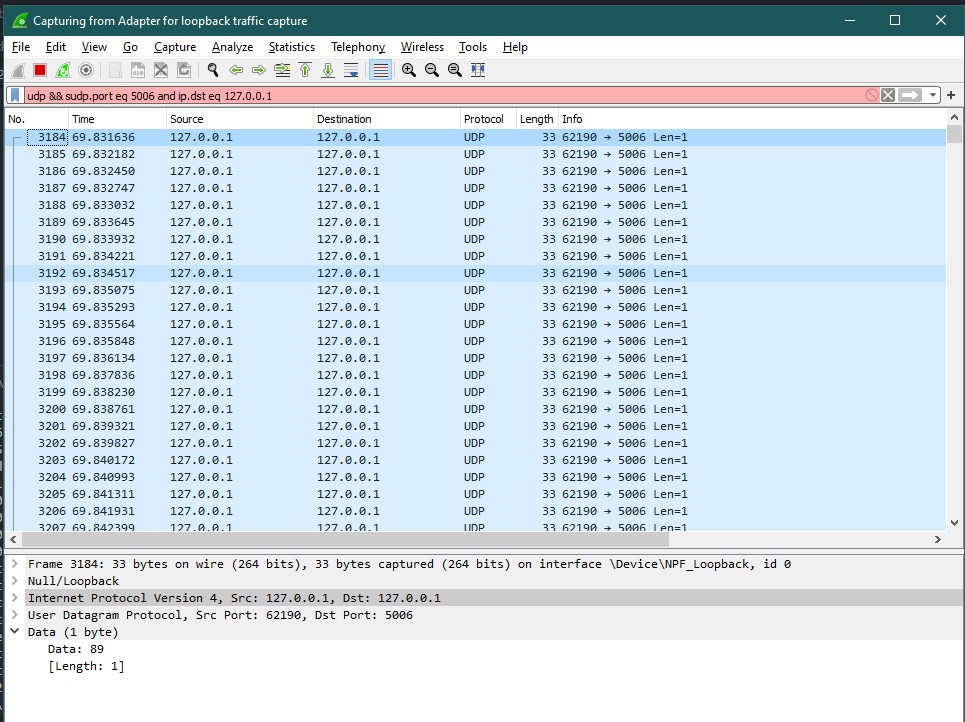 Capturing from Adapter for loopback traffic capture
File Edit View Go Capture Analyze Statistics Telephony Wireless Tools Help
udp && sudp.port eq 5006 and ip.dst eq 127.0.0.1
No. Time Source Destination Protocol Length Info
3184 69.831636 127.0.0.1 127.0.0.1 UDP 33 62190 → 5006 Len=1
3185 69.832182 127.0.0.1 127.0.0.1 UDP 33 62190 → 5006 Len=1
3186 69.832450 127.0.0.1 127.0.0.1 UDP 33 62190 → 5006 Len=1
3187 69.832747 127.0.0.1 127.0.0.1 UDP 33 62190 → 5006 Len=1
3188 69.833032 127.0.0.1 127.0.0.1 UDP 33 62190 → 5006 Len=1
3189 69.833645 127.0.0.1 127.0.0.1 UDP 33 62190 → 5006 Len=1
3190 69.833932 127.0.0.1 127.0.0.1 UDP 33 62190 → 5006 Len=1
3191 69.834221 127.0.0.1 127.0.0.1 UDP 33 62190 → 5006 Len=1
3192 69.834517 127.0.0.1 127.0.0.1 UDP 33 62190 → 5006 Len=1
3193 69.835075 127.0.0.1 127.0.0.1 UDP 33 62190 → 5006 Len=1
3194 69.835293 127.0.0.1 127.0.0.1 UDP 33 62190 → 5006 Len=1
3195 69.835564 127.0.0.1 127.0.0.1 UDP 33 62190 → 5006 Len=1
3196 69.835848 127.0.0.1 127.0.0.1 UDP 33 62190 → 5006 Len=1
3197 69.836134 127.0.0.1 127.0.0.1 UDP 33 62190 → 5006 Len=1
3198 69.837836 127.0.0.1 127.0.0.1 UDP 33 62190 → 5006 Len=1
3199 69.838230 127.0.0.1 127.0.0.1 UDP 33 62190 → 5006 Len=1
3200 69.838761 127.0.0.1 127.0.0.1 UDP 33 62190 → 5006 Len=1
3201 69.839321 127.0.0.1 127.0.0.1 UDP 33 62190 → 5006 Len=1
3202 69.839827 127.0.0.1 127.0.0.1 UDP 33 62190 → 5006 Len=1
3203 69.840172 127.0.0.1 127.0.0.1 UDP 33 62190 → 5006 Len=1
3204 69.840993 127.0.0.1 127.0.0.1 UDP 33 62190 → 5006 Len=1
3205 69.841311 127.0.0.1 127.0.0.1 UDP 33 62190 → 5006 Len=1
3206 69.841931 127.0.0.1 127.0.0.1 UDP 33 62190 → 5006 Len=1
3207 69.842399 127.0.0.1 127.0.0.1 UDP 33 62190 → 5006 Len=1
Frame 3184: 33 bytes on wire (264 bits), 33 bytes captured (264 bits) on interface \Device\NPF_Loopback, id 0
Null/Loopback
Internet Protocol Version 4, Src: 127.0.0.1, Dst: 127.0.0.1
User Datagram Protocol, Src Port: 62190, Dst Port: 5006
Data (1 byte)
Data: 89
[Length: 1]